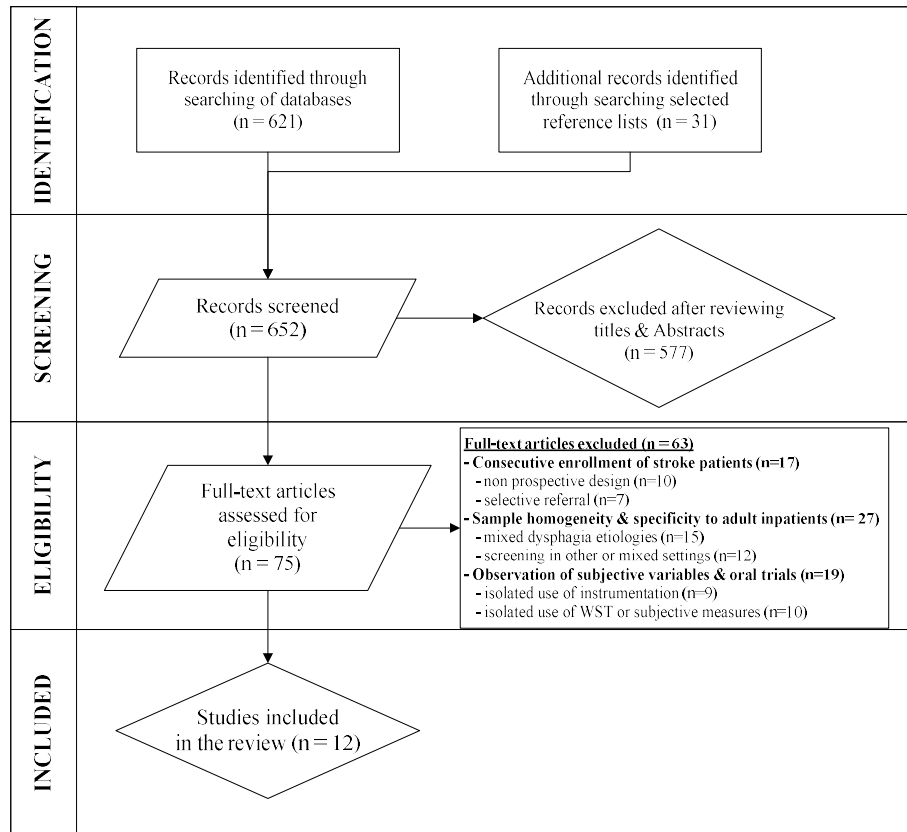 IDENTIFICATION
Records identified through
searching of databases
(n = 621)
Additional records identified
through searching selected
reference lists (n = 31)
SCREENING
Records screened
(n = 652)
Records excluded after reviewing
titles & Abstracts
(n = 577)
ELIGIBILITY
Full-text articles
assessed for
eligibility
(n = 75)
Full-text articles excluded (n = 63)
- Consecutive enrollment of stroke patients (n=17)
- non prospective design (n=10)
- selective referral (n=7)
- Sample homogeneity & specificity to adult inpatients (n= 27)
- mixed dysphagia etiologies (n=15)
- screening in other or mixed settings (n=12)
- Observation of subjective variables & oral trials (n=19)
- isolated use of instrumentation (n=9)
- isolated use of WST or subjective measures (n=10)
INCLUDED
Studies included
in the review (n = 12)